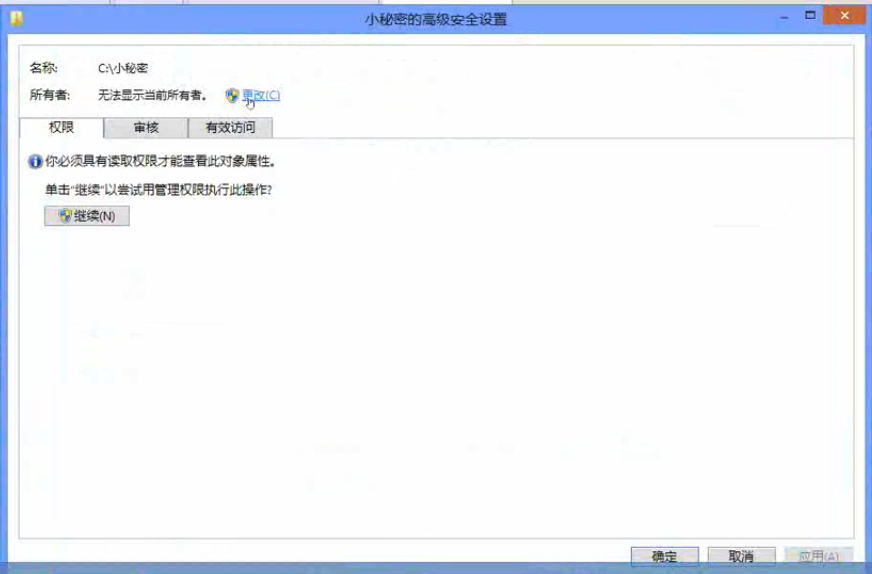 小秘密的高级安全设置
名称: C:\小秘密
所有者: 无法显示当前所有者。 更改(C)
权限 审核 有效访问
你必须具有读取权限才能查看此对象属性。
单击"继续"以尝试用管理权限执行此操作?
继续(N)
确定 取消 应用(A)